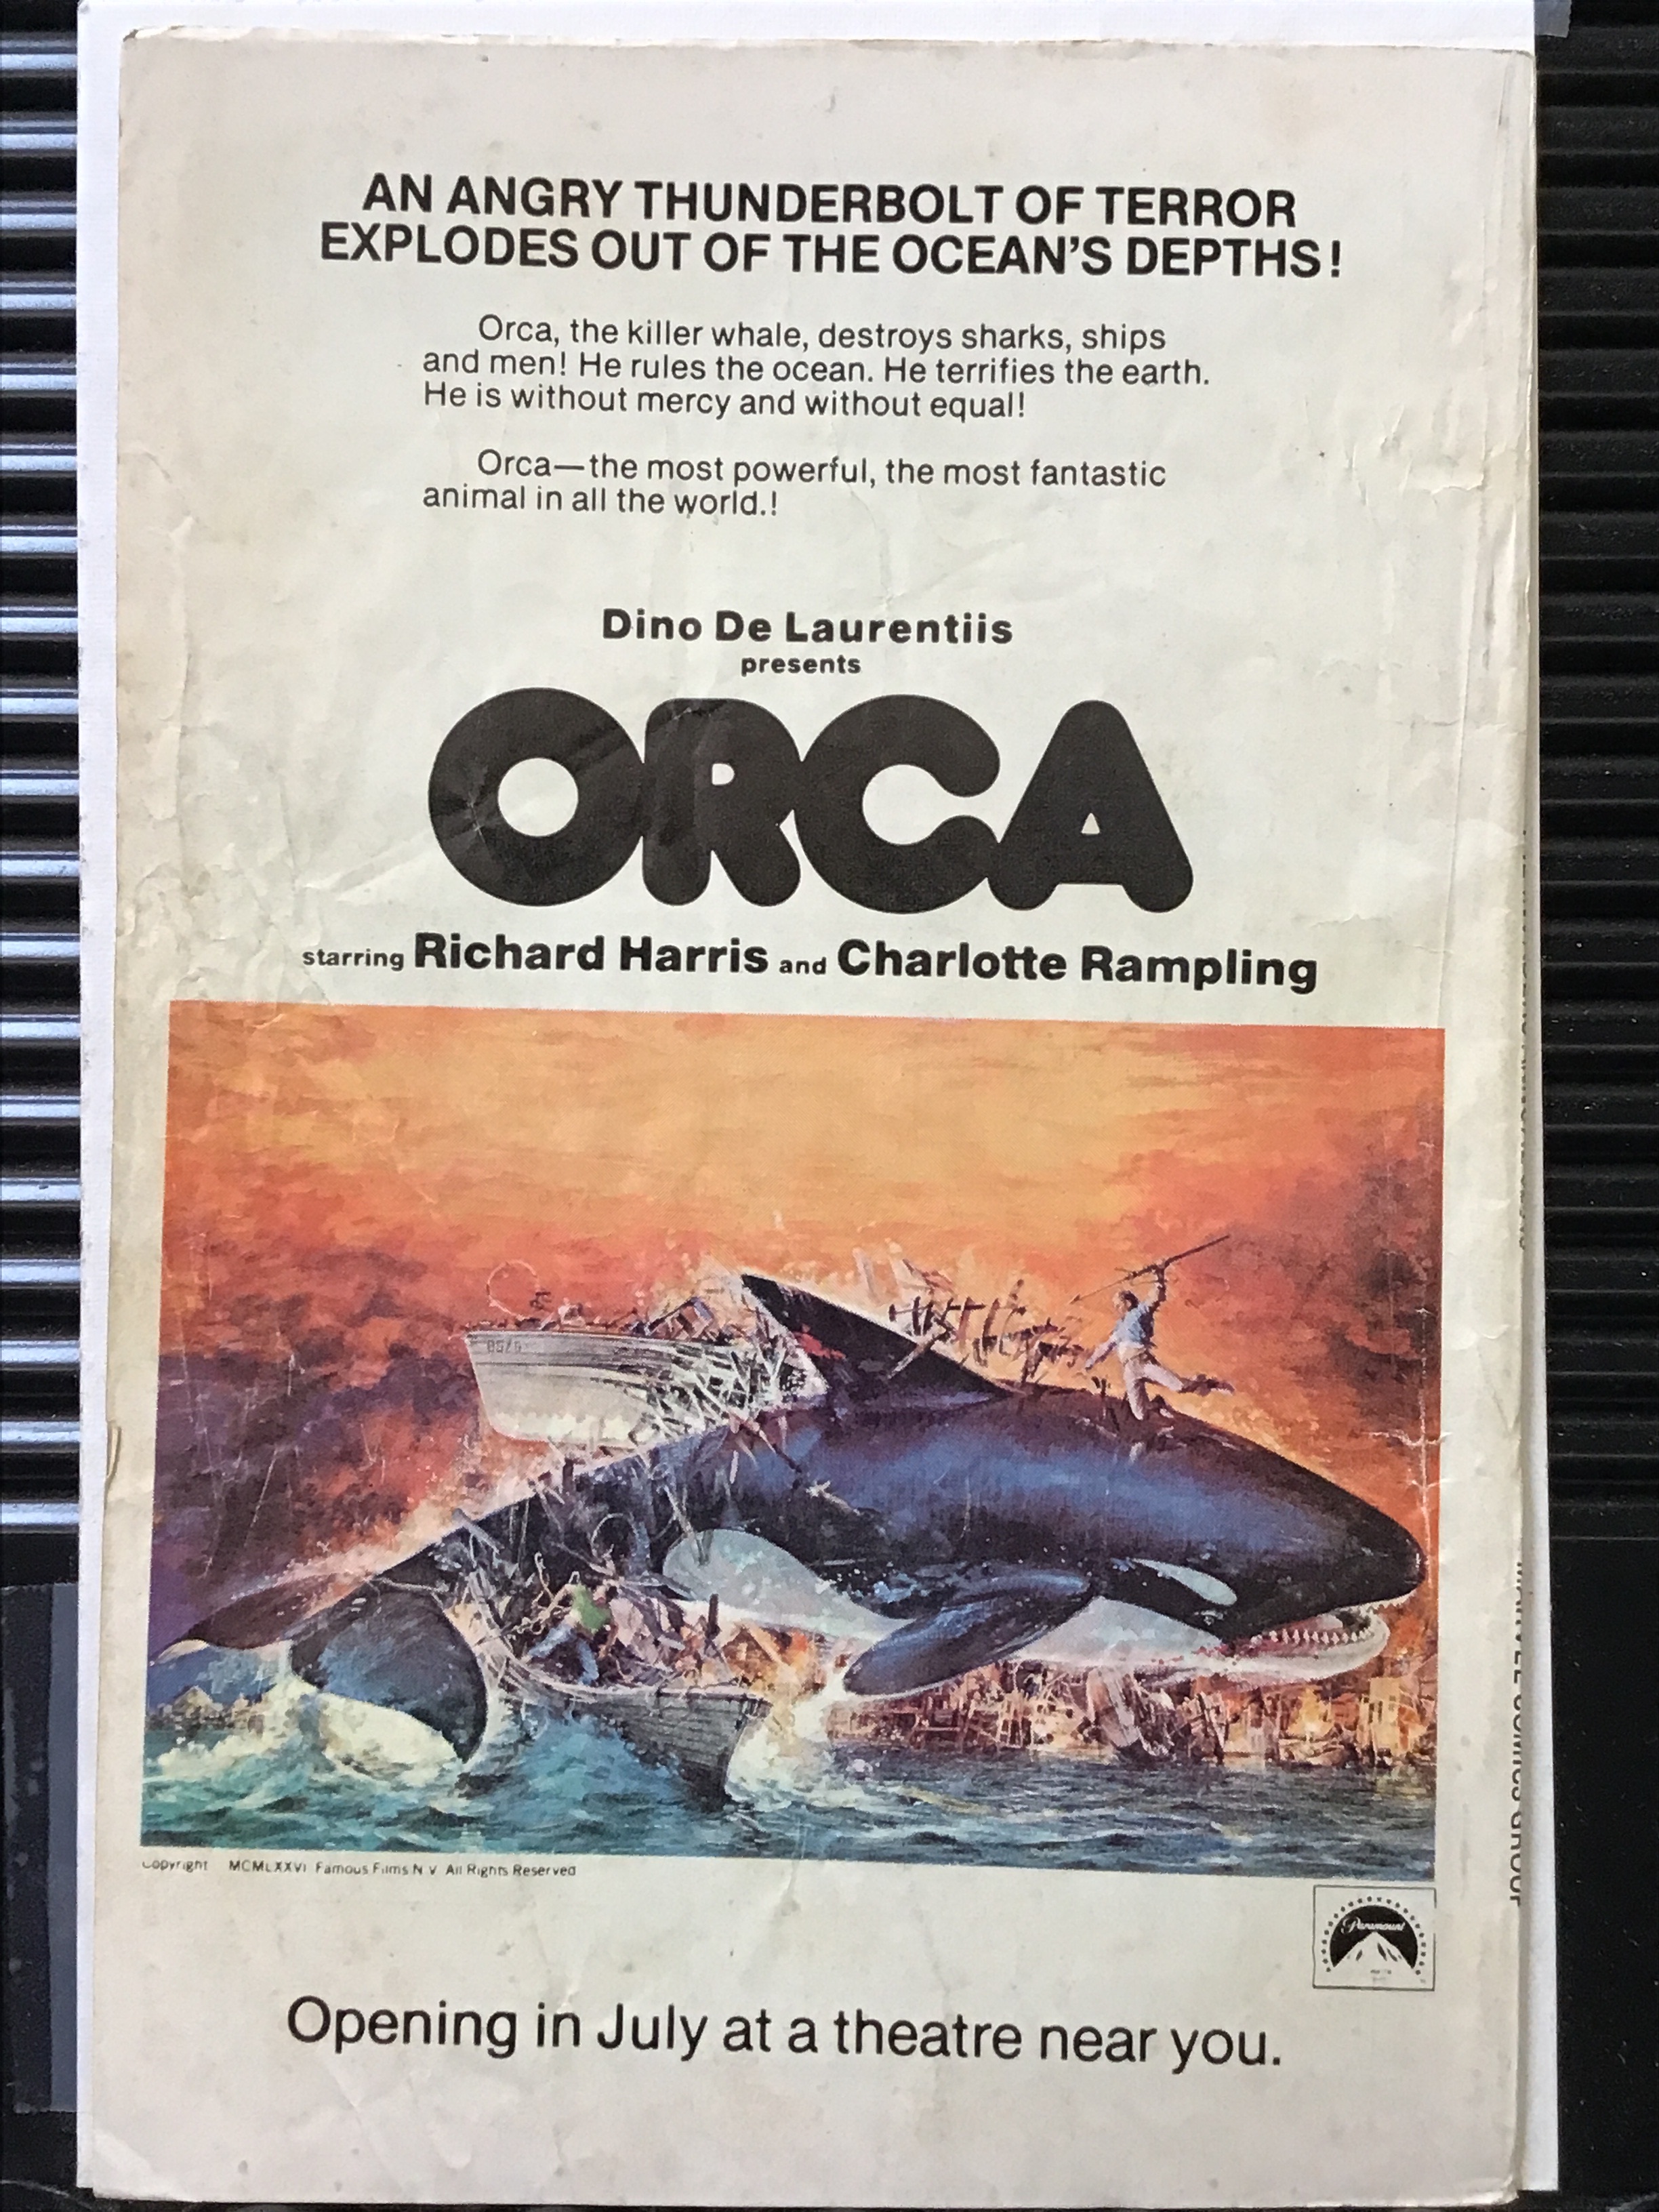 AN ANGRY THUNDERBOLT OF TERROR
EXPLODES OUT OF THE OCEAN'S DEPTHS!
Orca, the killer whale, destroys sharks, ships
and men! He rules the ocean. He terrifies the earth.
He is without mercy and without equal!
Orca—the most powerful, the most fantastic
animal in all the world.!
Dino De Laurentiis
presents
ORCA
starring Richard Harris and Charlotte Rampling
Copyright MCMLXXVI Famous Films N V All Rights Reserved
Paramount
Opening in July at a theatre near you.